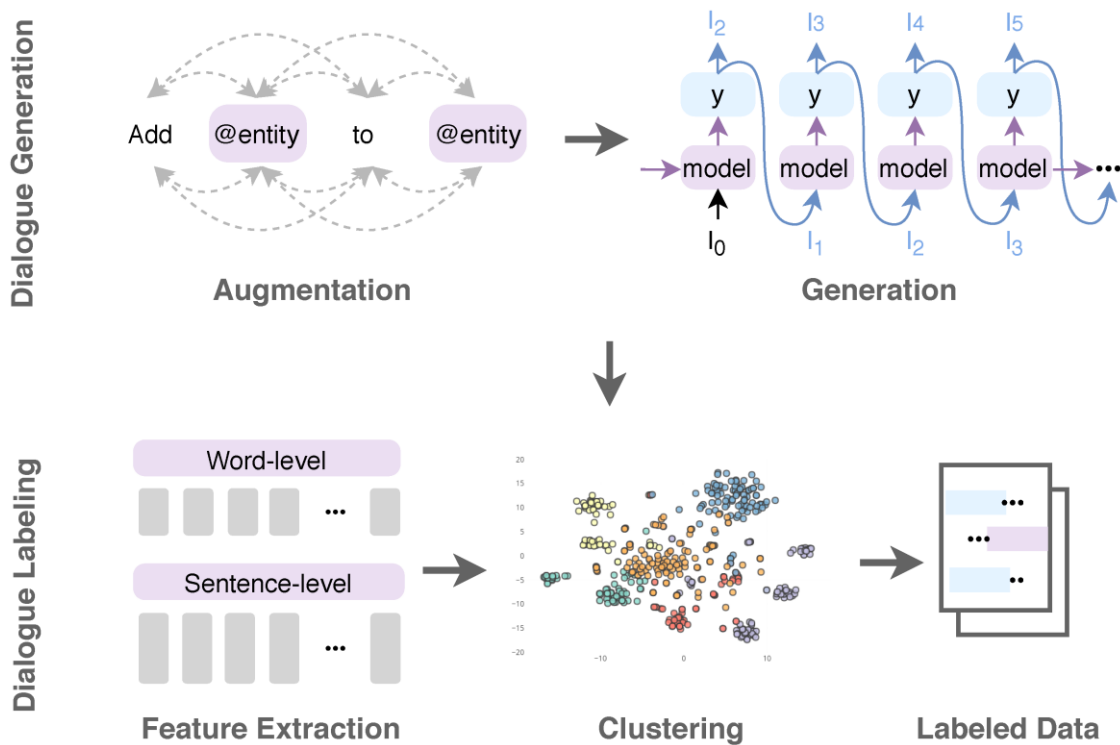 Dialogue Generation
Add @entity to @entity
Augmentation
I2 I3 I4 I5
y y y y
model model model model ...
I0 I1 I2 I3
Generation
Dialogue Labeling
Word-level
...
Sentence-level
...
Feature Extraction
20
15
10
5
0
−5
−10
−15
−20
−10 0 10
Clustering
...
...
..
Labeled Data